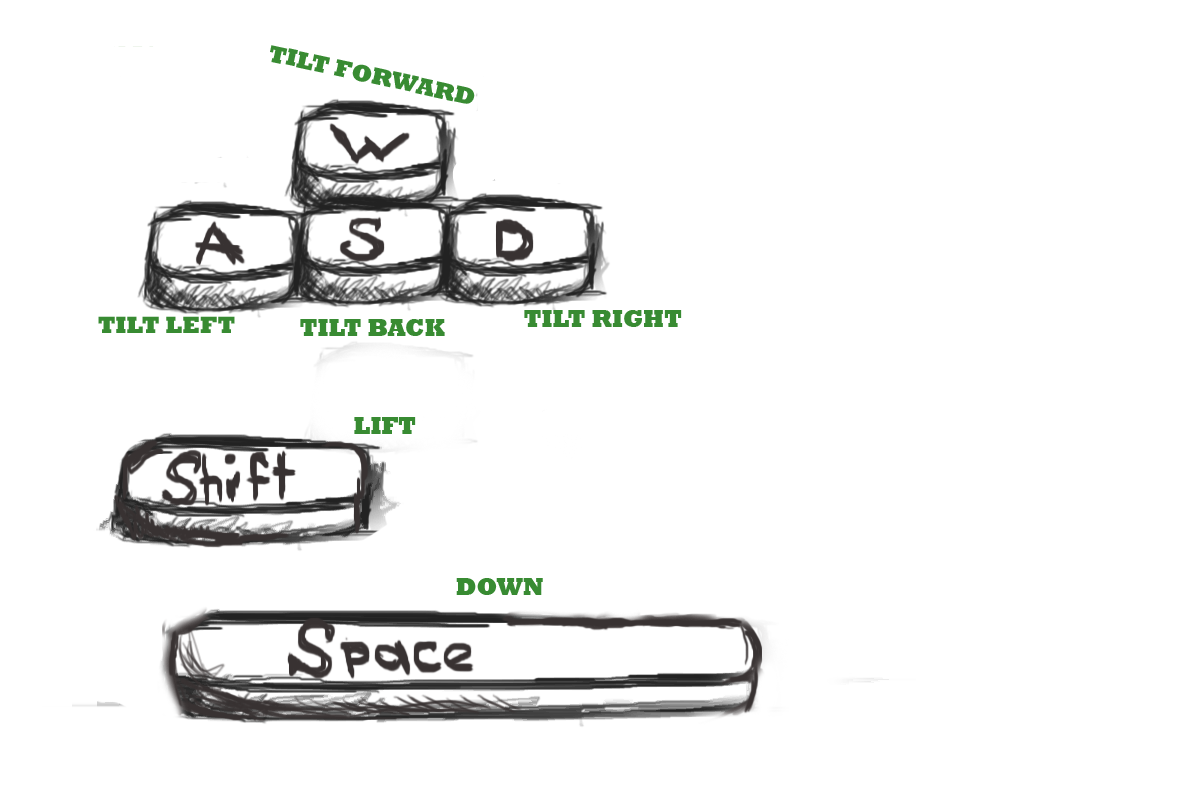 TILT FORWARD
W
A S D
TILT LEFT TILT BACK TILT RIGHT
LIFT
Shift
DOWN
Space